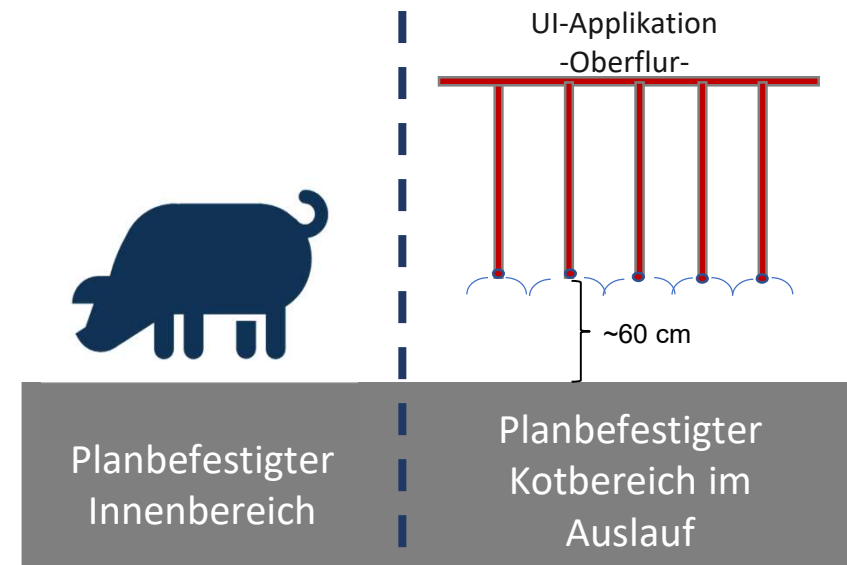 UI-Applikation
-Oberflur-
~60 cm
Planbefestigter
Innenbereich
Planbefestigter
Kotbereich im
Auslauf